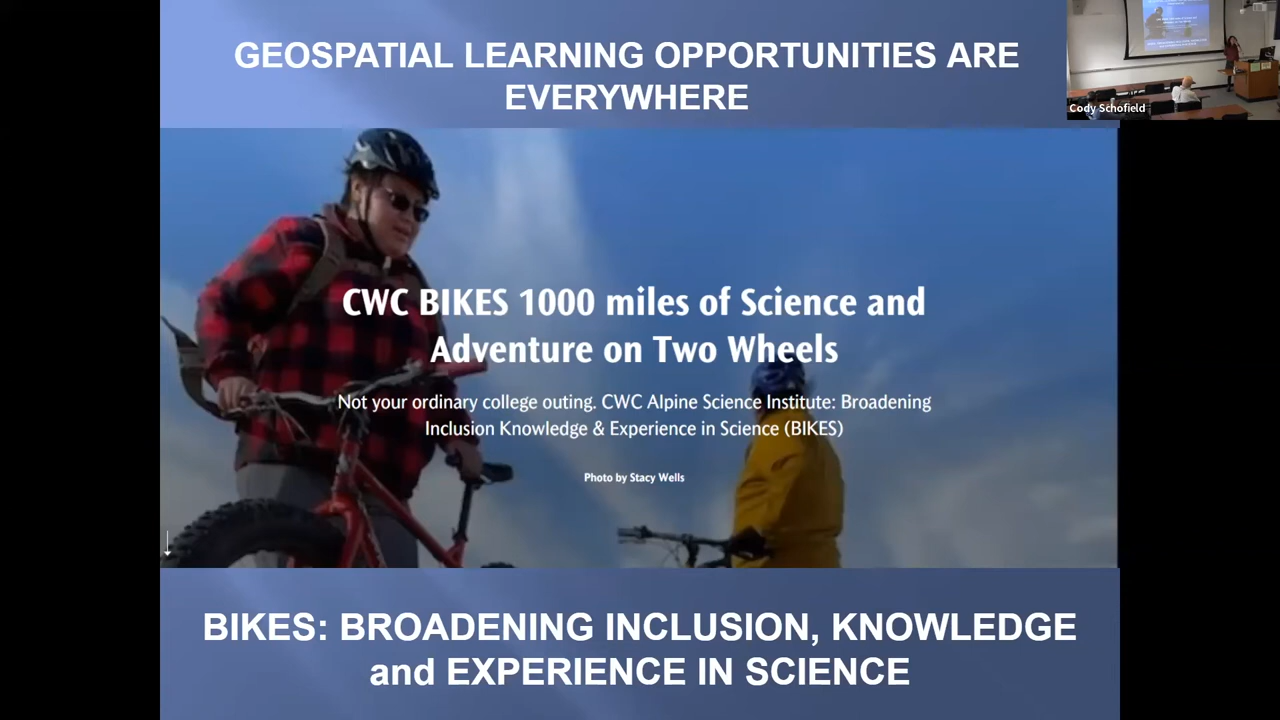 GEOSPATIAL LEARNING OPPORTUNITIES ARE
EVERYWHERE
Cody Schofield
CWC BIKES 1000 miles of Science and
Adventure on Two Wheels
Not your ordinary college outing. CWC Alpine Science Institute: Broadening
Inclusion Knowledge & Experience in Science (BIKES)
Photo by Stacy Wells
BIKES: BROADENING INCLUSION, KNOWLEDGE
and EXPERIENCE IN SCIENCE